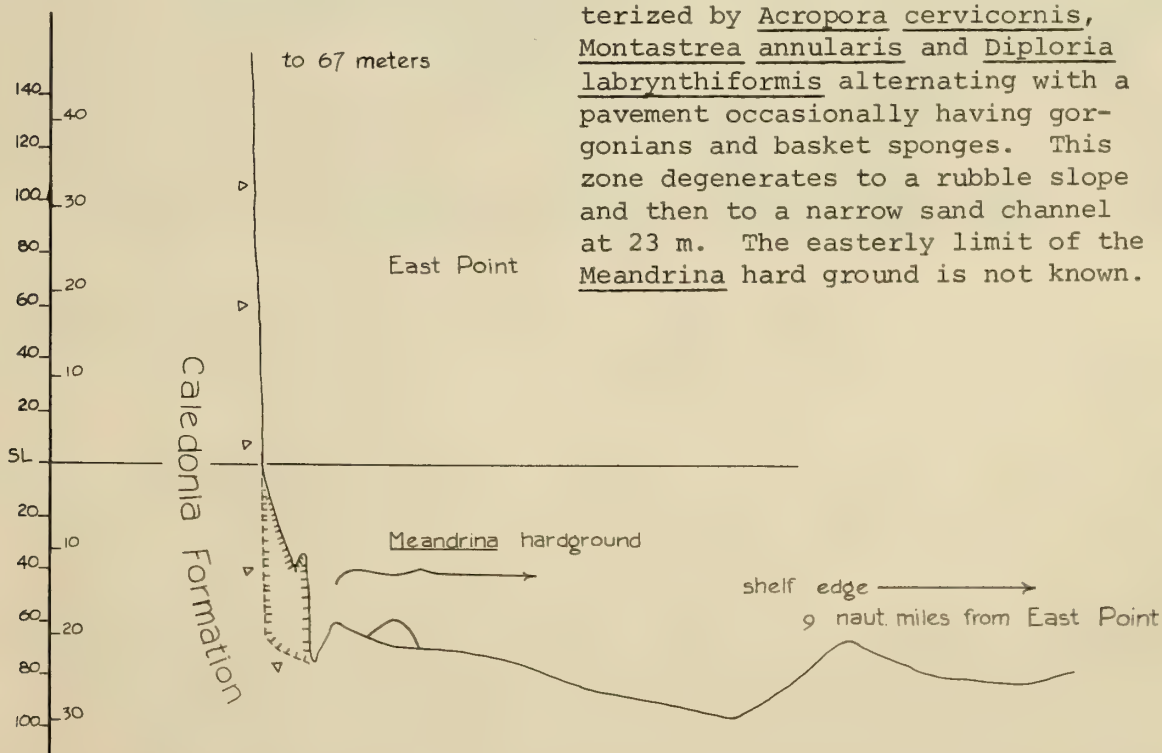 terized by Acropora cervicornis,
Montastrea annularis and Diploria
labrynthiformis alternating with a
pavement occasionally having gor-
gonians and basket sponges. This
zone degenerates to a rubble slope
and then to a narrow sand channel
at 23 m. The easterly limit of the
Meandrina hard ground is not known.
to 67 meters
140
40
120
100
30
80
East Point
20
60
40
10
20
SL
Caledonia Formation
20
10
Meandrina hardground
40
shelf edge
60
9 naut. miles from East Point
20
80
100
30